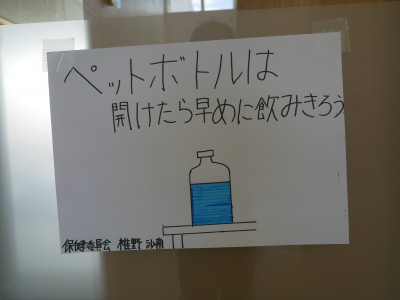 ペットボトルは
開けたら早めに飲みきろう
保健委員会 椎野